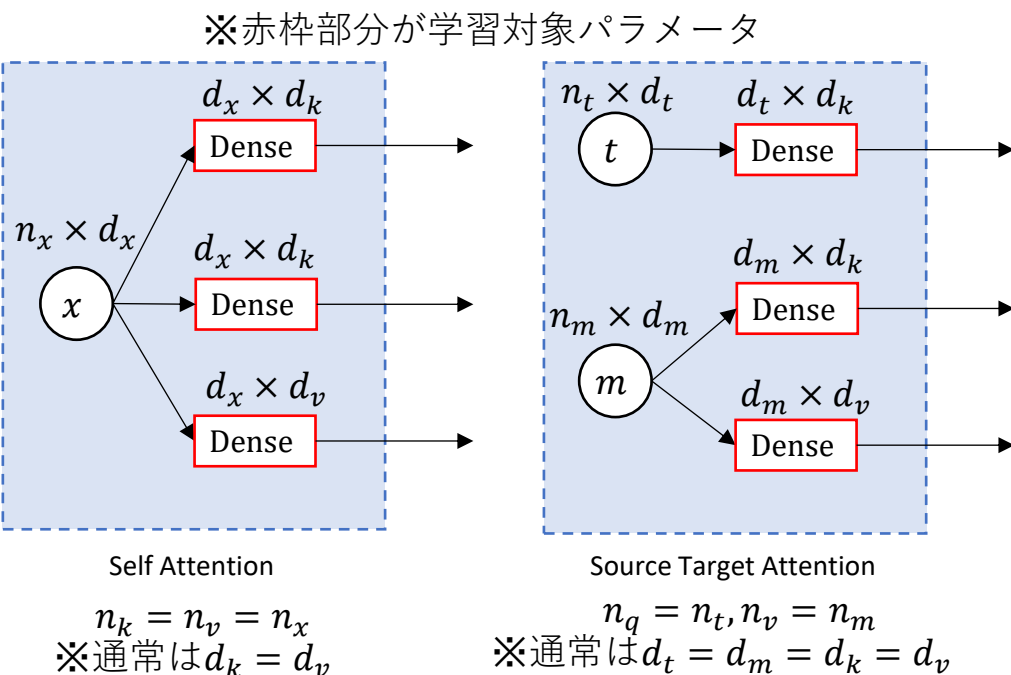 ※赤枠部分が学習対象パラメータ
d_x × d_k
Dense
n_x × d_x
x
d_x × d_k
Dense
d_x × d_v
Dense
Self Attention
n_k = n_v = n_x
※通常はd_k = d_v
n_t × d_t
t
d_t × d_k
Dense
n_m × d_m
m
d_m × d_k
Dense
d_m × d_v
Dense
Source Target Attention
n_q = n_t, n_v = n_m
※通常はd_t = d_m = d_k = d_v